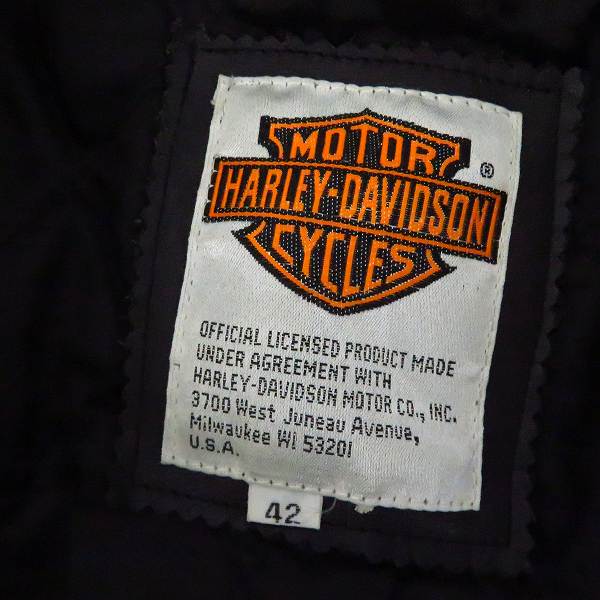 MOTOR
HARLEY-DAVIDSON
®
CYCLES
OFFICIAL LICENSED PRODUCT MADE
UNDER AGREEMENT WITH
HARLEY-DAVIDSON MOTOR CO., INC.
3700 West Juneau Avenue,
Milwaukee WI 53201
U.S.A.
42